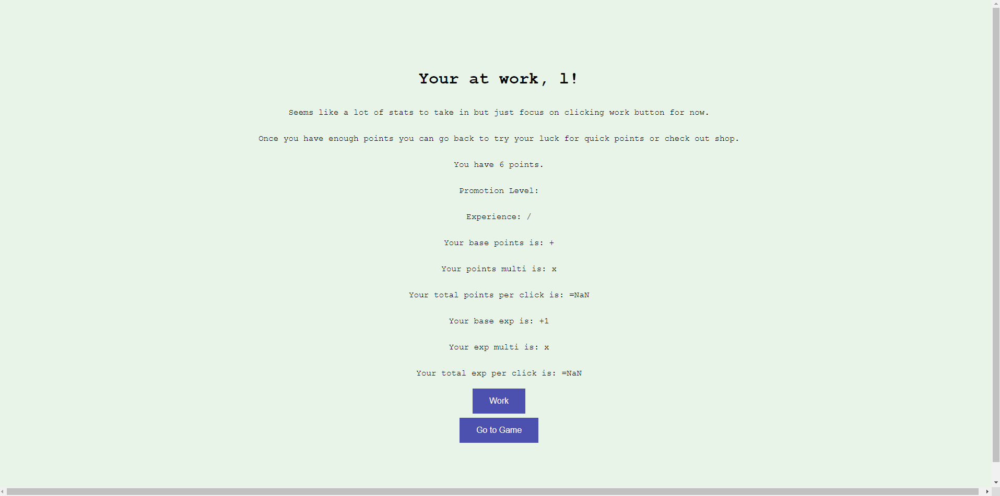 Your at work, l!
Seems like a lot of stats to take in but just focus on clicking work button for now.
Once you have enough points you can go back to try your luck for quick points or check out shop.
You have 6 points.
Promotion Level:
Experience: /
Your base points is: +
Your points multi is: x
Your total points per click is: =NaN
Your base exp is: +1
Your exp multi is: x
Your total exp per click is: =NaN
Work
Go to Game